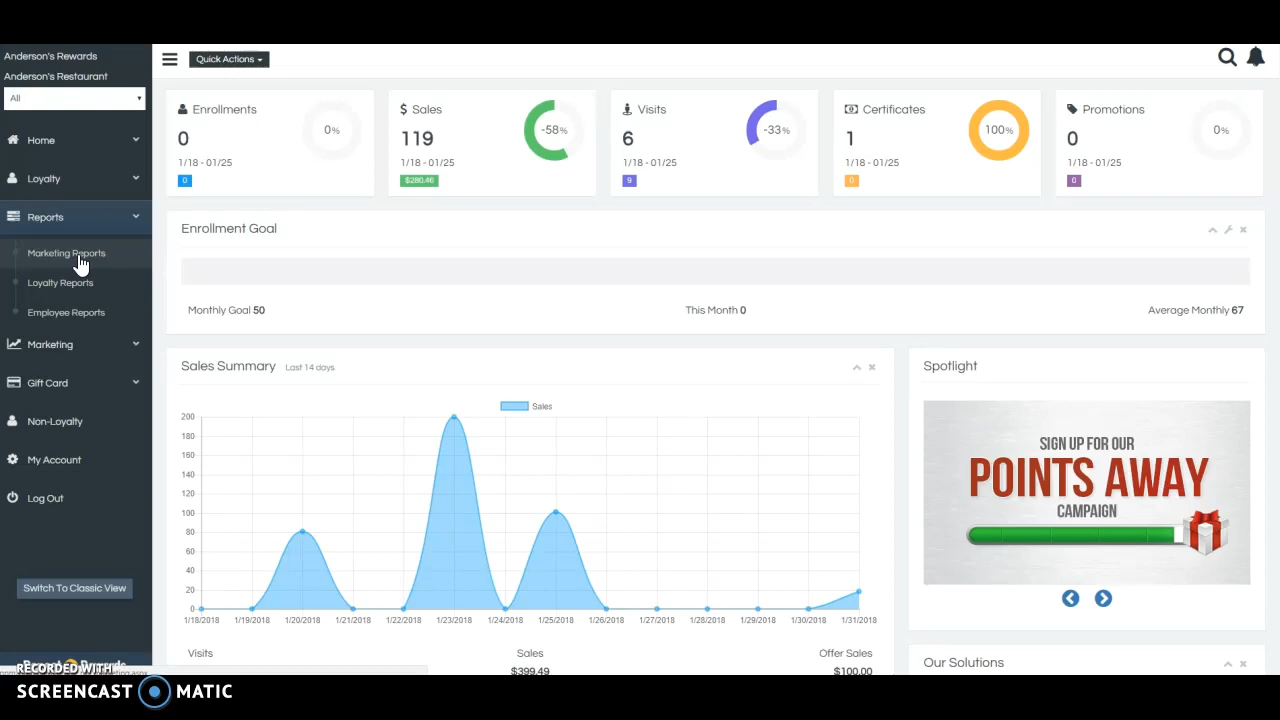 Anderson's Rewards
Anderson's Restaurant
All
Home
Loyalty
Reports
Marketing Reports
Loyalty Reports
Employee Reports
Marketing
Gift Card
Non-Loyalty
My Account
Log Out
Switch To Classic View
Quick Actions
Enrollments
0
0%
1/18 - 01/25
0
Sales
119
-58%
1/18 - 01/25
$280.46
Visits
6
-33%
1/18 - 01/25
9
Certificates
1
100%
1/18 - 01/25
0
Promotions
0
0%
1/18 - 01/25
0
Enrollment Goal
Monthly Goal 50
This Month 0
Average Monthly 67
Sales Summary Last 14 days
Sales
200
180
160
140
120
100
80
60
40
20
0
1/18/2018 1/19/2018 1/20/2018 1/21/2018 1/22/2018 1/23/2018 1/24/2018 1/25/2018 1/26/2018 1/27/2018 1/28/2018 1/29/2018 1/30/2018 1/31/2018
Visits
Sales
$399.49
Offer Sales
$100.00
Spotlight
SIGN UP FOR OUR
POINTS AWAY
CAMPAIGN
Our Solutions
RECORDED WITH
SCREENCAST MATIC